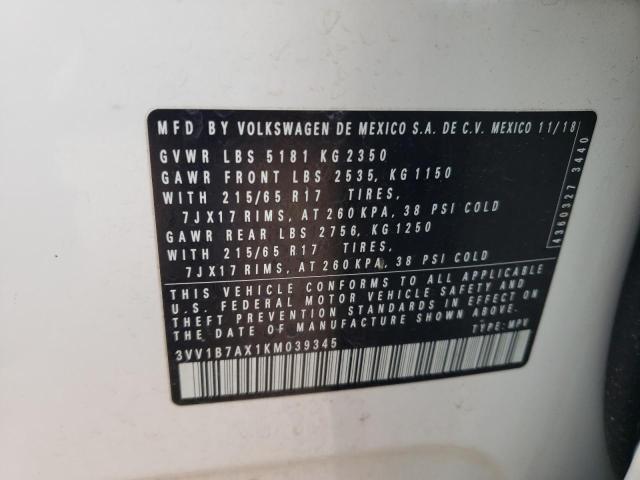 MFD BY VOLKSWAGEN DE MEXICO S.A. DE C.V. MEXICO 11/18
GVWR LBS 5181 KG 2350
GAWR FRONT LBS 2535, KG 1150
WITH 215/65 R17 TIRES,
7JX17 RIMS, AT 260 KPA, 38 PSI COLD
GAWR REAR LBS 2756, KG 1250
WITH 215/65 R17 TIRES,
7JX17 RIMS, AT 260 KPA, 38 PSI COLD
THIS VEHICLE CONFORMS TO ALL APPLICABLE
U.S. FEDERAL MOTOR VEHICLE SAFETY AND
THEFT PREVENTION STANDARDS IN EFFECT ON
THE DATE OF MANUFACTURE SHOWN ABOVE.
3VV1B7AX1KM039345 TYPE: MPV
4360327 3440